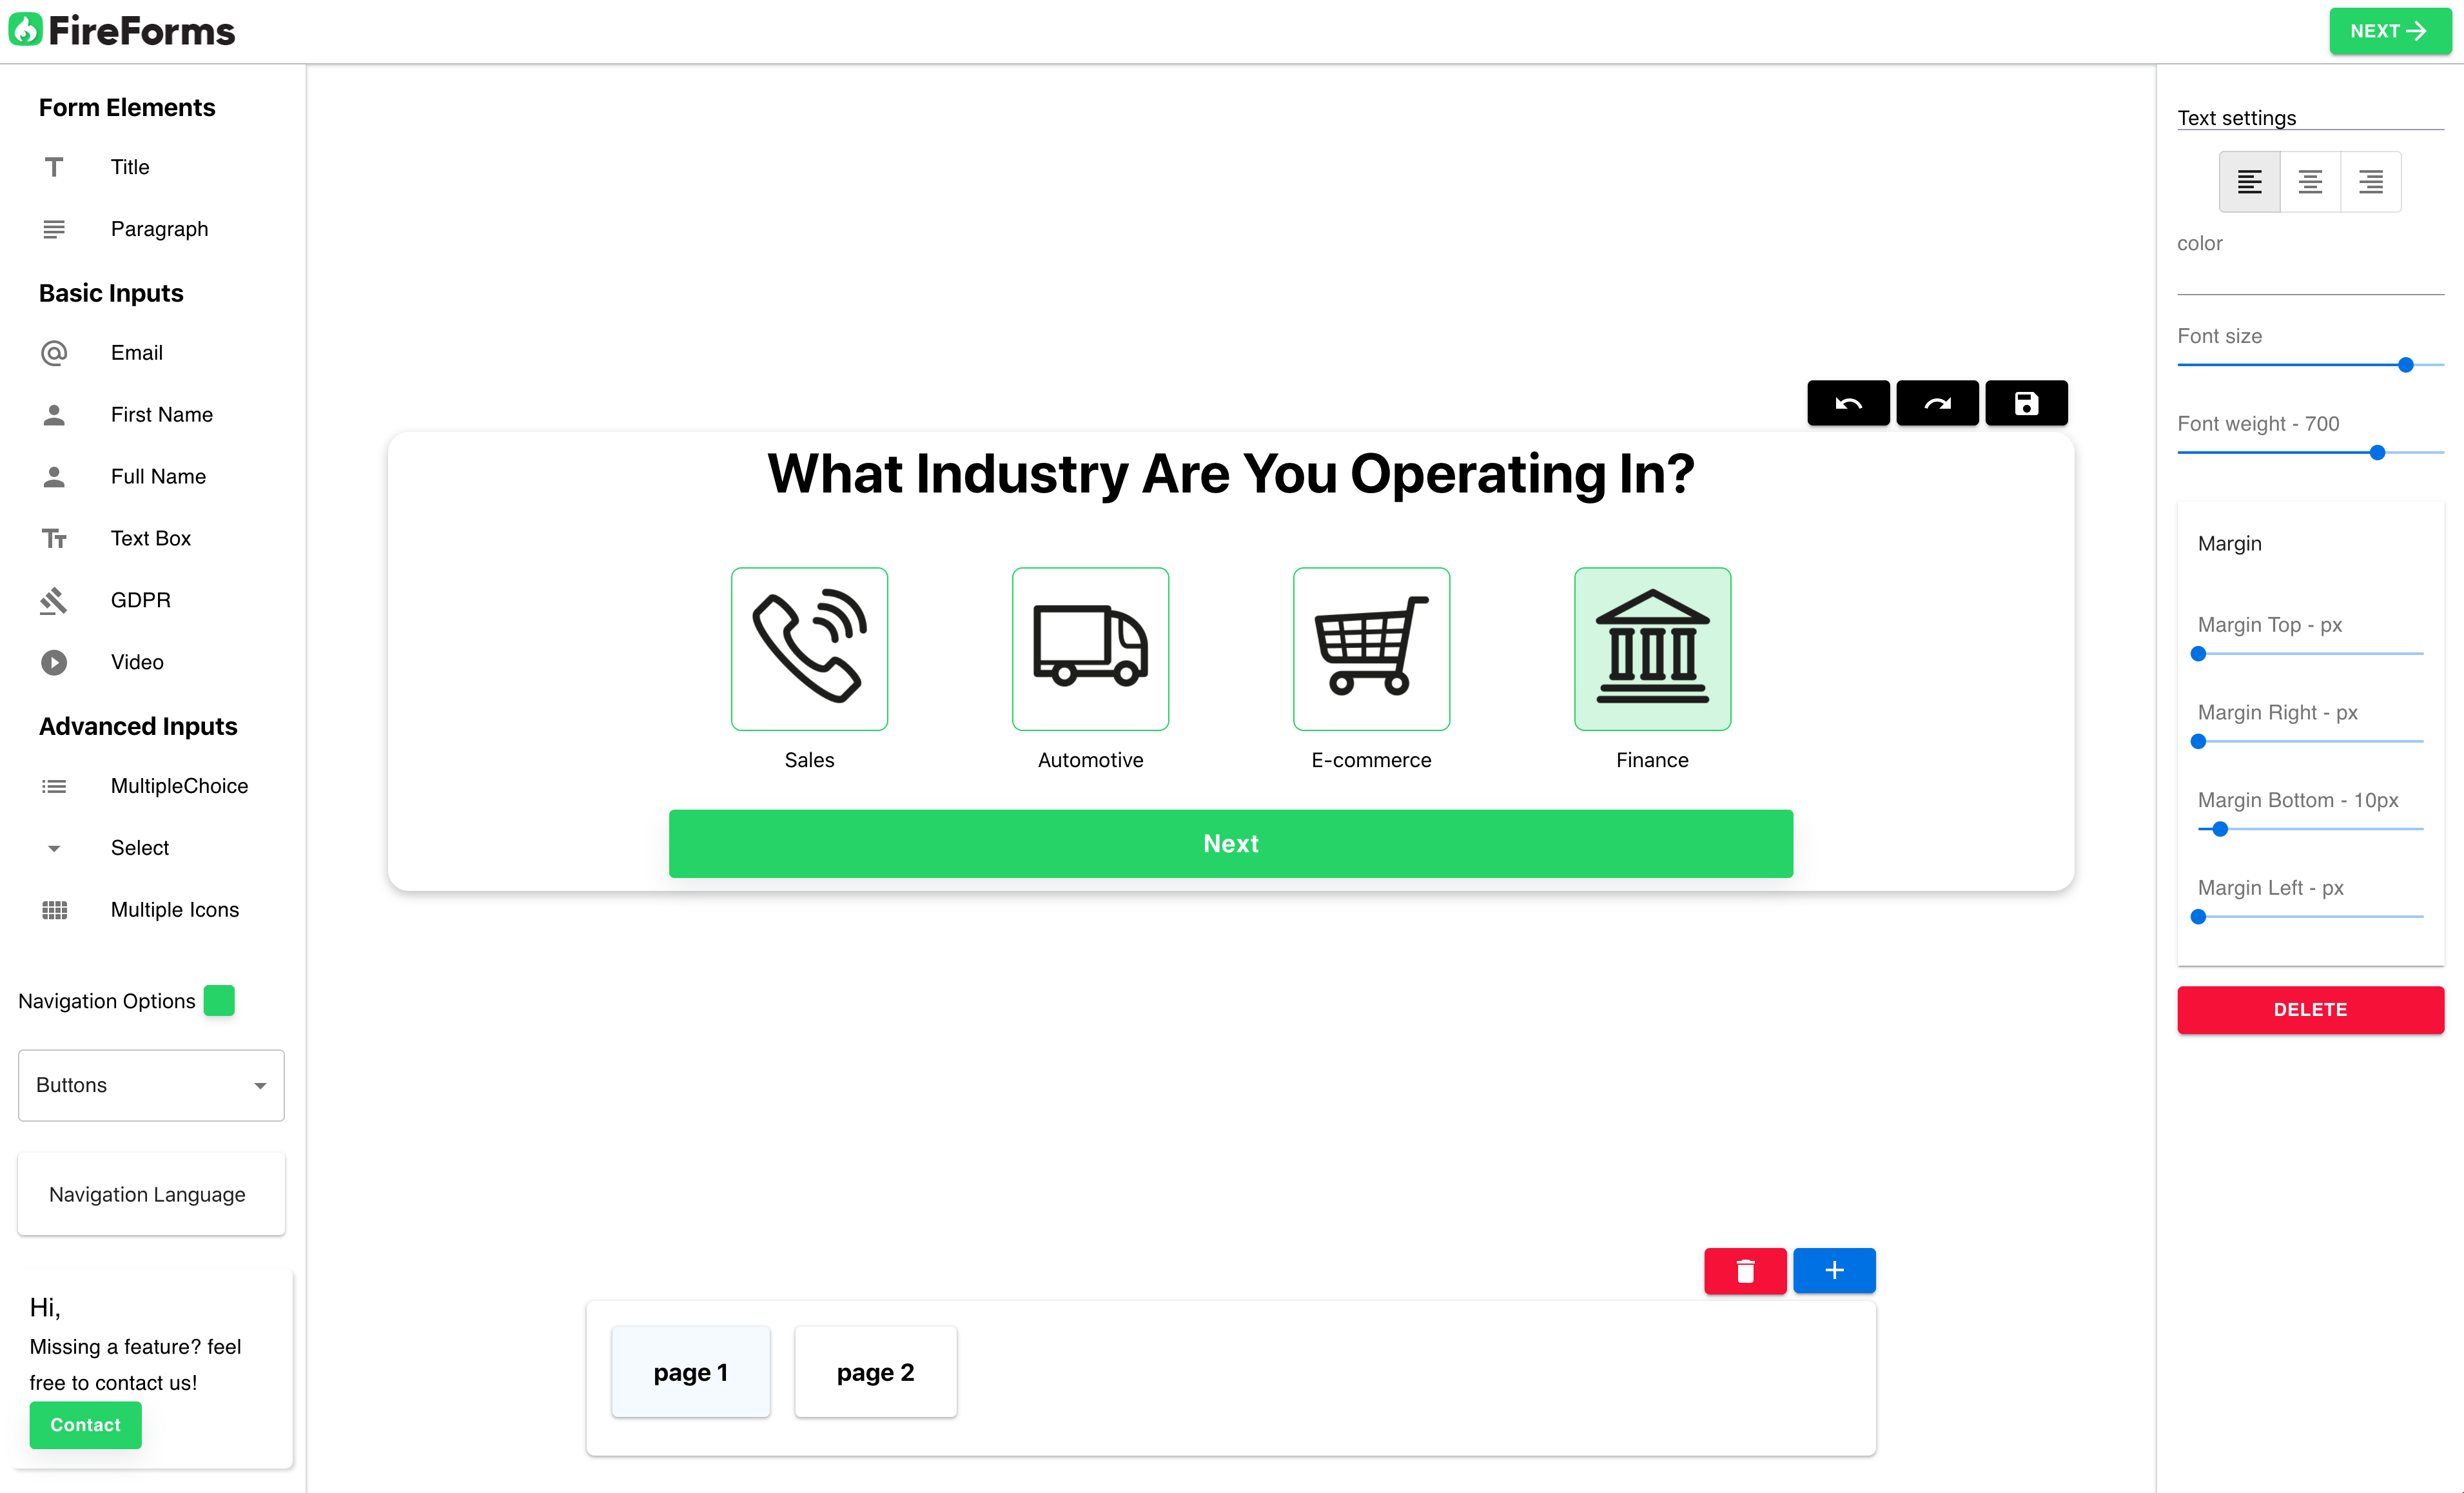 FireForms
NEXT
Form Elements
Title
Paragraph
Basic Inputs
Email
First Name
Full Name
Text Box
GDPR
Video
Advanced Inputs
MultipleChoice
Select
Multiple Icons
Navigation Options
Buttons
Navigation Language
Hi,
Missing a feature? feel
free to contact us!
Contact
What Industry Are You Operating In?
Sales
Automotive
E-commerce
Finance
Next
page 1
page 2
Text settings
color
Font size
Font weight - 700
Margin
Margin Top - px
Margin Right - px
Margin Bottom - 10px
Margin Left - px
DELETE